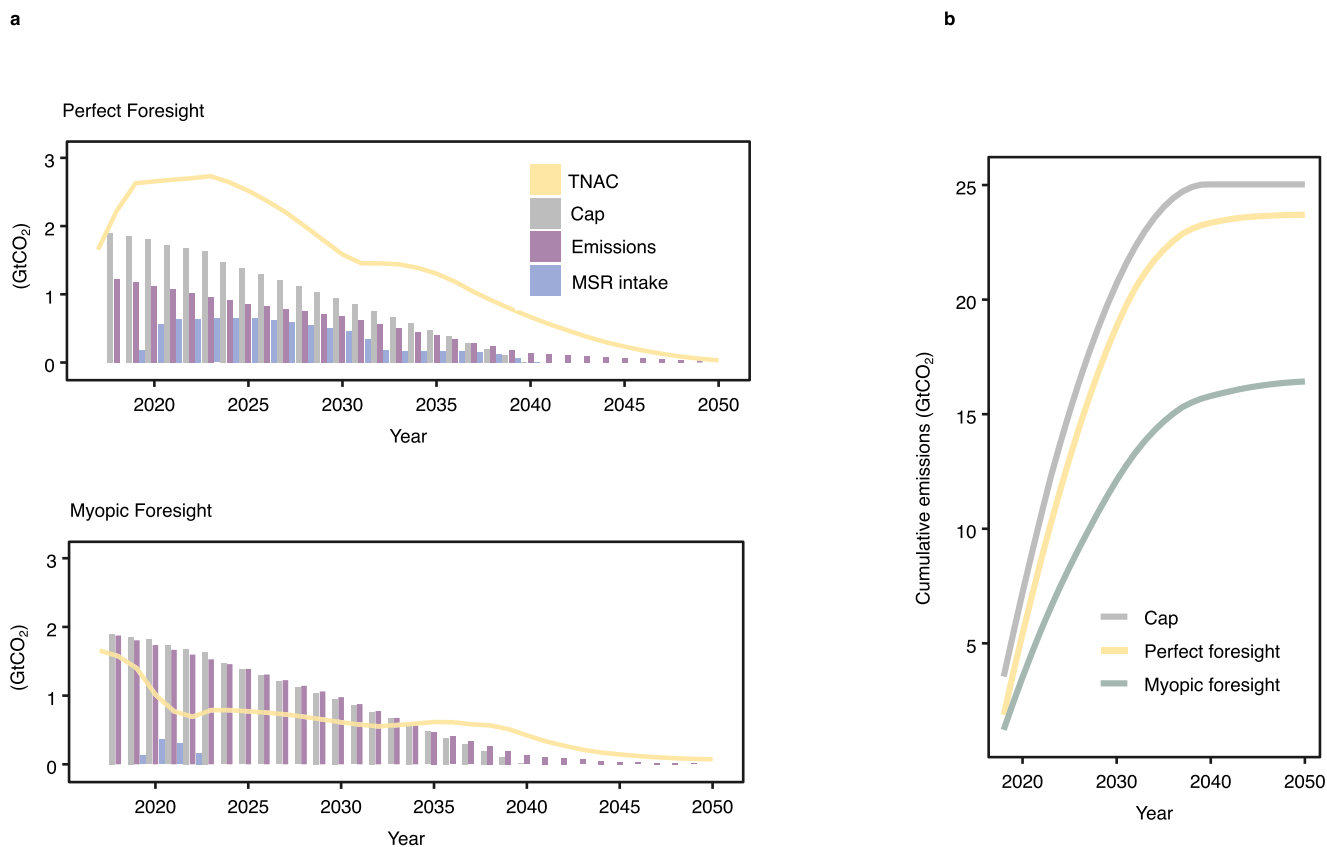 a
Perfect Foresight
3
2
1
0
(GtCO₂)
TNAC
Cap
Emissions
MSR intake
2020 2025 2030 2035 2040 2045 2050
Year
Myopic Foresight
3
2
1
0
(GtCO₂)
2020 2025 2030 2035 2040 2045 2050
Year
b
25
20
15
10
5
Cumulative emissions (GtCO₂)
Cap
Perfect foresight
Myopic foresight
2020 2030 2040 2050
Year